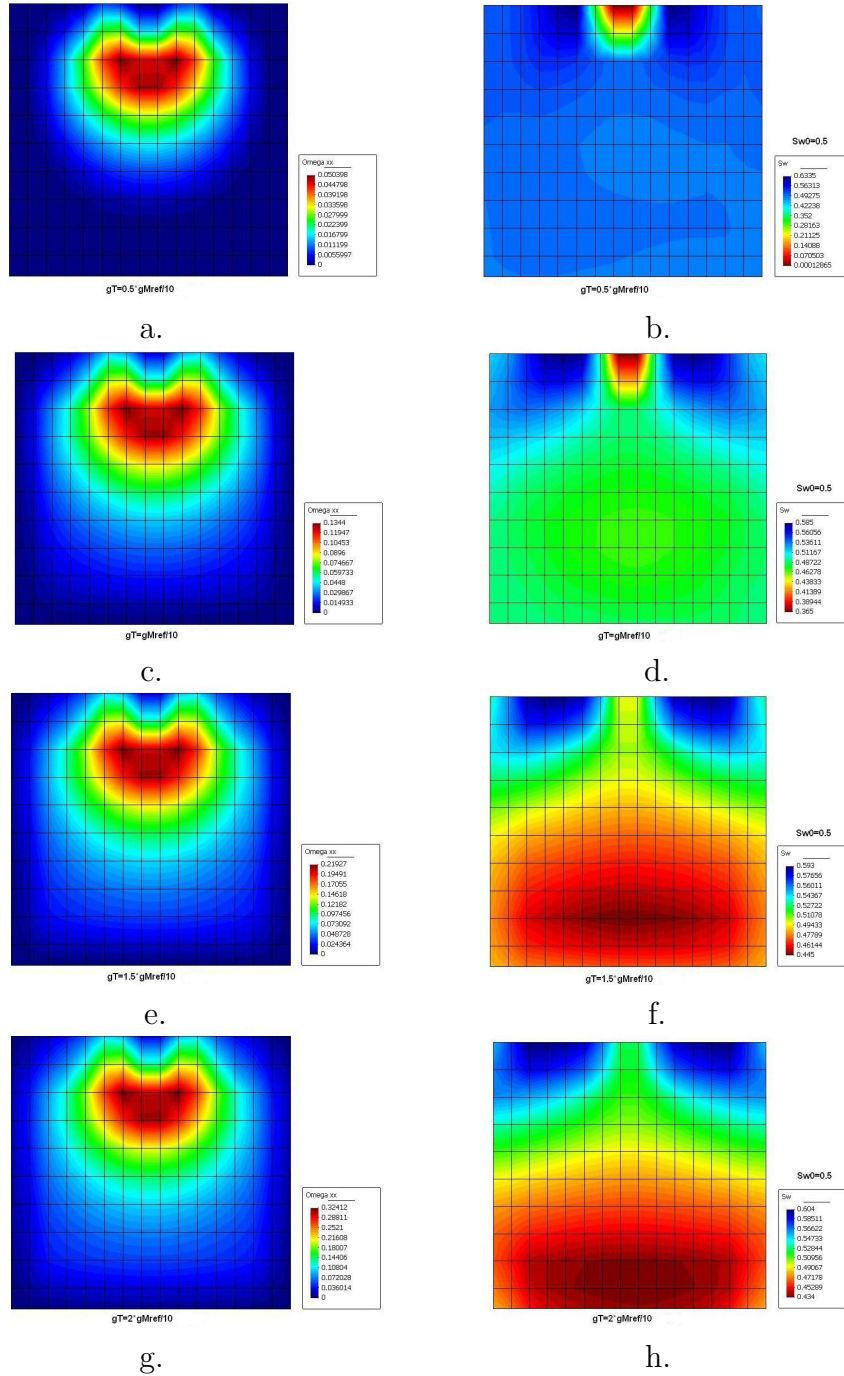 Omega xx
0.050398
0.044798
0.039198
0.033598
0.027999
0.022399
0.016799
0.011199
0.0055997
0
gT=0.5*gMref/10
a.
Sw0=0.5
Sw
0.6335
0.56313
0.49275
0.42238
0.352
0.28163
0.21125
0.14088
0.070503
0.00012865
gT=0.5*gMref/10
b.
Omega xx
0.1344
0.11947
0.10453
0.0896
0.074667
0.059733
0.0448
0.029867
0.014933
0
gT=gMref/10
c.
Sw0=0.5
Sw
0.585
0.56056
0.53611
0.51167
0.48722
0.46278
0.43833
0.41389
0.38944
0.365
gT=gMref/10
d.
Omega xx
0.21927
0.19491
0.17055
0.14618
0.12182
0.097456
0.073092
0.048728
0.024364
0
gT=1.5*gMref/10
e.
Sw0=0.5
Sw
0.593
0.57656
0.56011
0.54367
0.52722
0.51078
0.49433
0.47789
0.46144
0.445
gT=1.5*gMref/10
f.
Omega xx
0.32412
0.28811
0.2521
0.21608
0.18007
0.14406
0.10804
0.072028
0.036014
0
gT=2*gMref/10
g.
Sw0=0.5
Sw
0.604
0.58511
0.56622
0.54733
0.52844
0.50956
0.49067
0.47178
0.45289
0.434
gT=2*gMref/10
h.